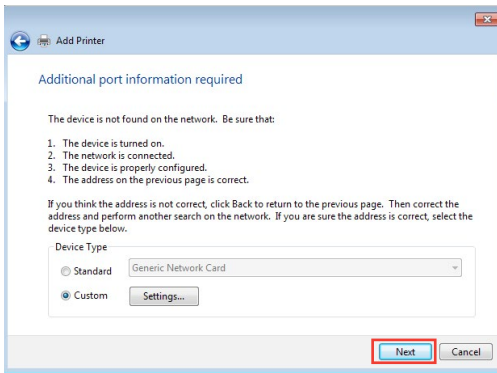 Add Printer
Additional port information required
The device is not found on the network. Be sure that:
1. The device is turned on.
2. The network is connected.
3. The device is properly configured.
4. The address on the previous page is correct.
If you think the address is not correct, click Back to return to the previous page. Then correct the
address and perform another search on the network. If you are sure the address is correct, select the
device type below.
Device Type
Standard Generic Network Card
Custom Settings...
Next Cancel